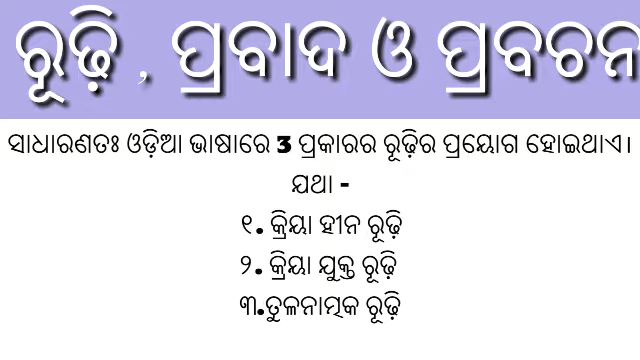 ରୂଢ଼ି , ପ୍ରବାଦ ଓ ପ୍ରବଚନ
ସାଧାରଣତଃ ଓଡ଼ିଆ ଭାଷାରେ 3 ପ୍ରକାରର ରୂଢ଼ିର ପ୍ରୟୋଗ ହୋଇଥାଏ।
ଯଥା -
୧. କ୍ରିୟା ହୀନ ରୂଢ଼ି
୨. କ୍ରିୟା ଯୁକ୍ତ ରୂଢ଼ି
୩.ତୁଳନାତ୍ମକ ରୂଢ଼ି